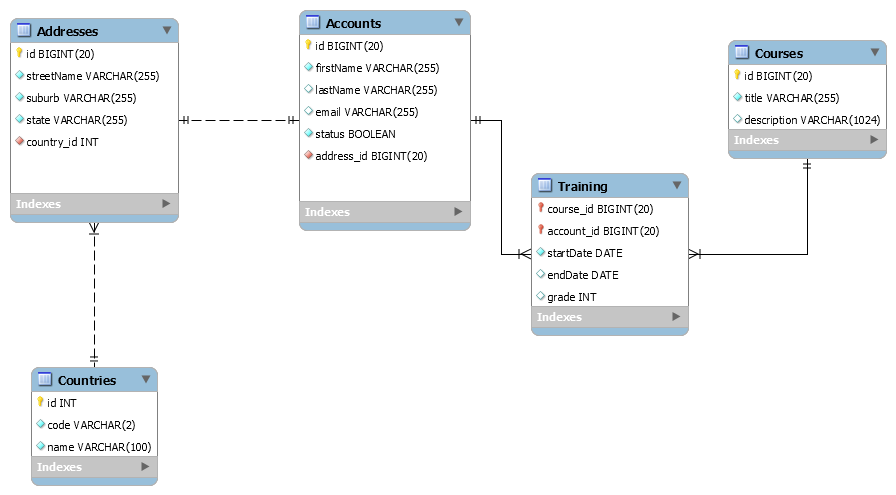 Addresses
id BIGINT(20)
streetName VARCHAR(255)
suburb VARCHAR(255)
state VARCHAR(255)
country_id INT
Indexes
Accounts
id BIGINT(20)
firstName VARCHAR(255)
lastName VARCHAR(255)
email VARCHAR(255)
status BOOLEAN
address_id BIGINT(20)
Indexes
Courses
id BIGINT(20)
title VARCHAR(255)
description VARCHAR(1024)
Indexes
Training
course_id BIGINT(20)
account_id BIGINT(20)
startDate DATE
endDate DATE
grade INT
Indexes
Countries
id INT
code VARCHAR(2)
name VARCHAR(100)
Indexes